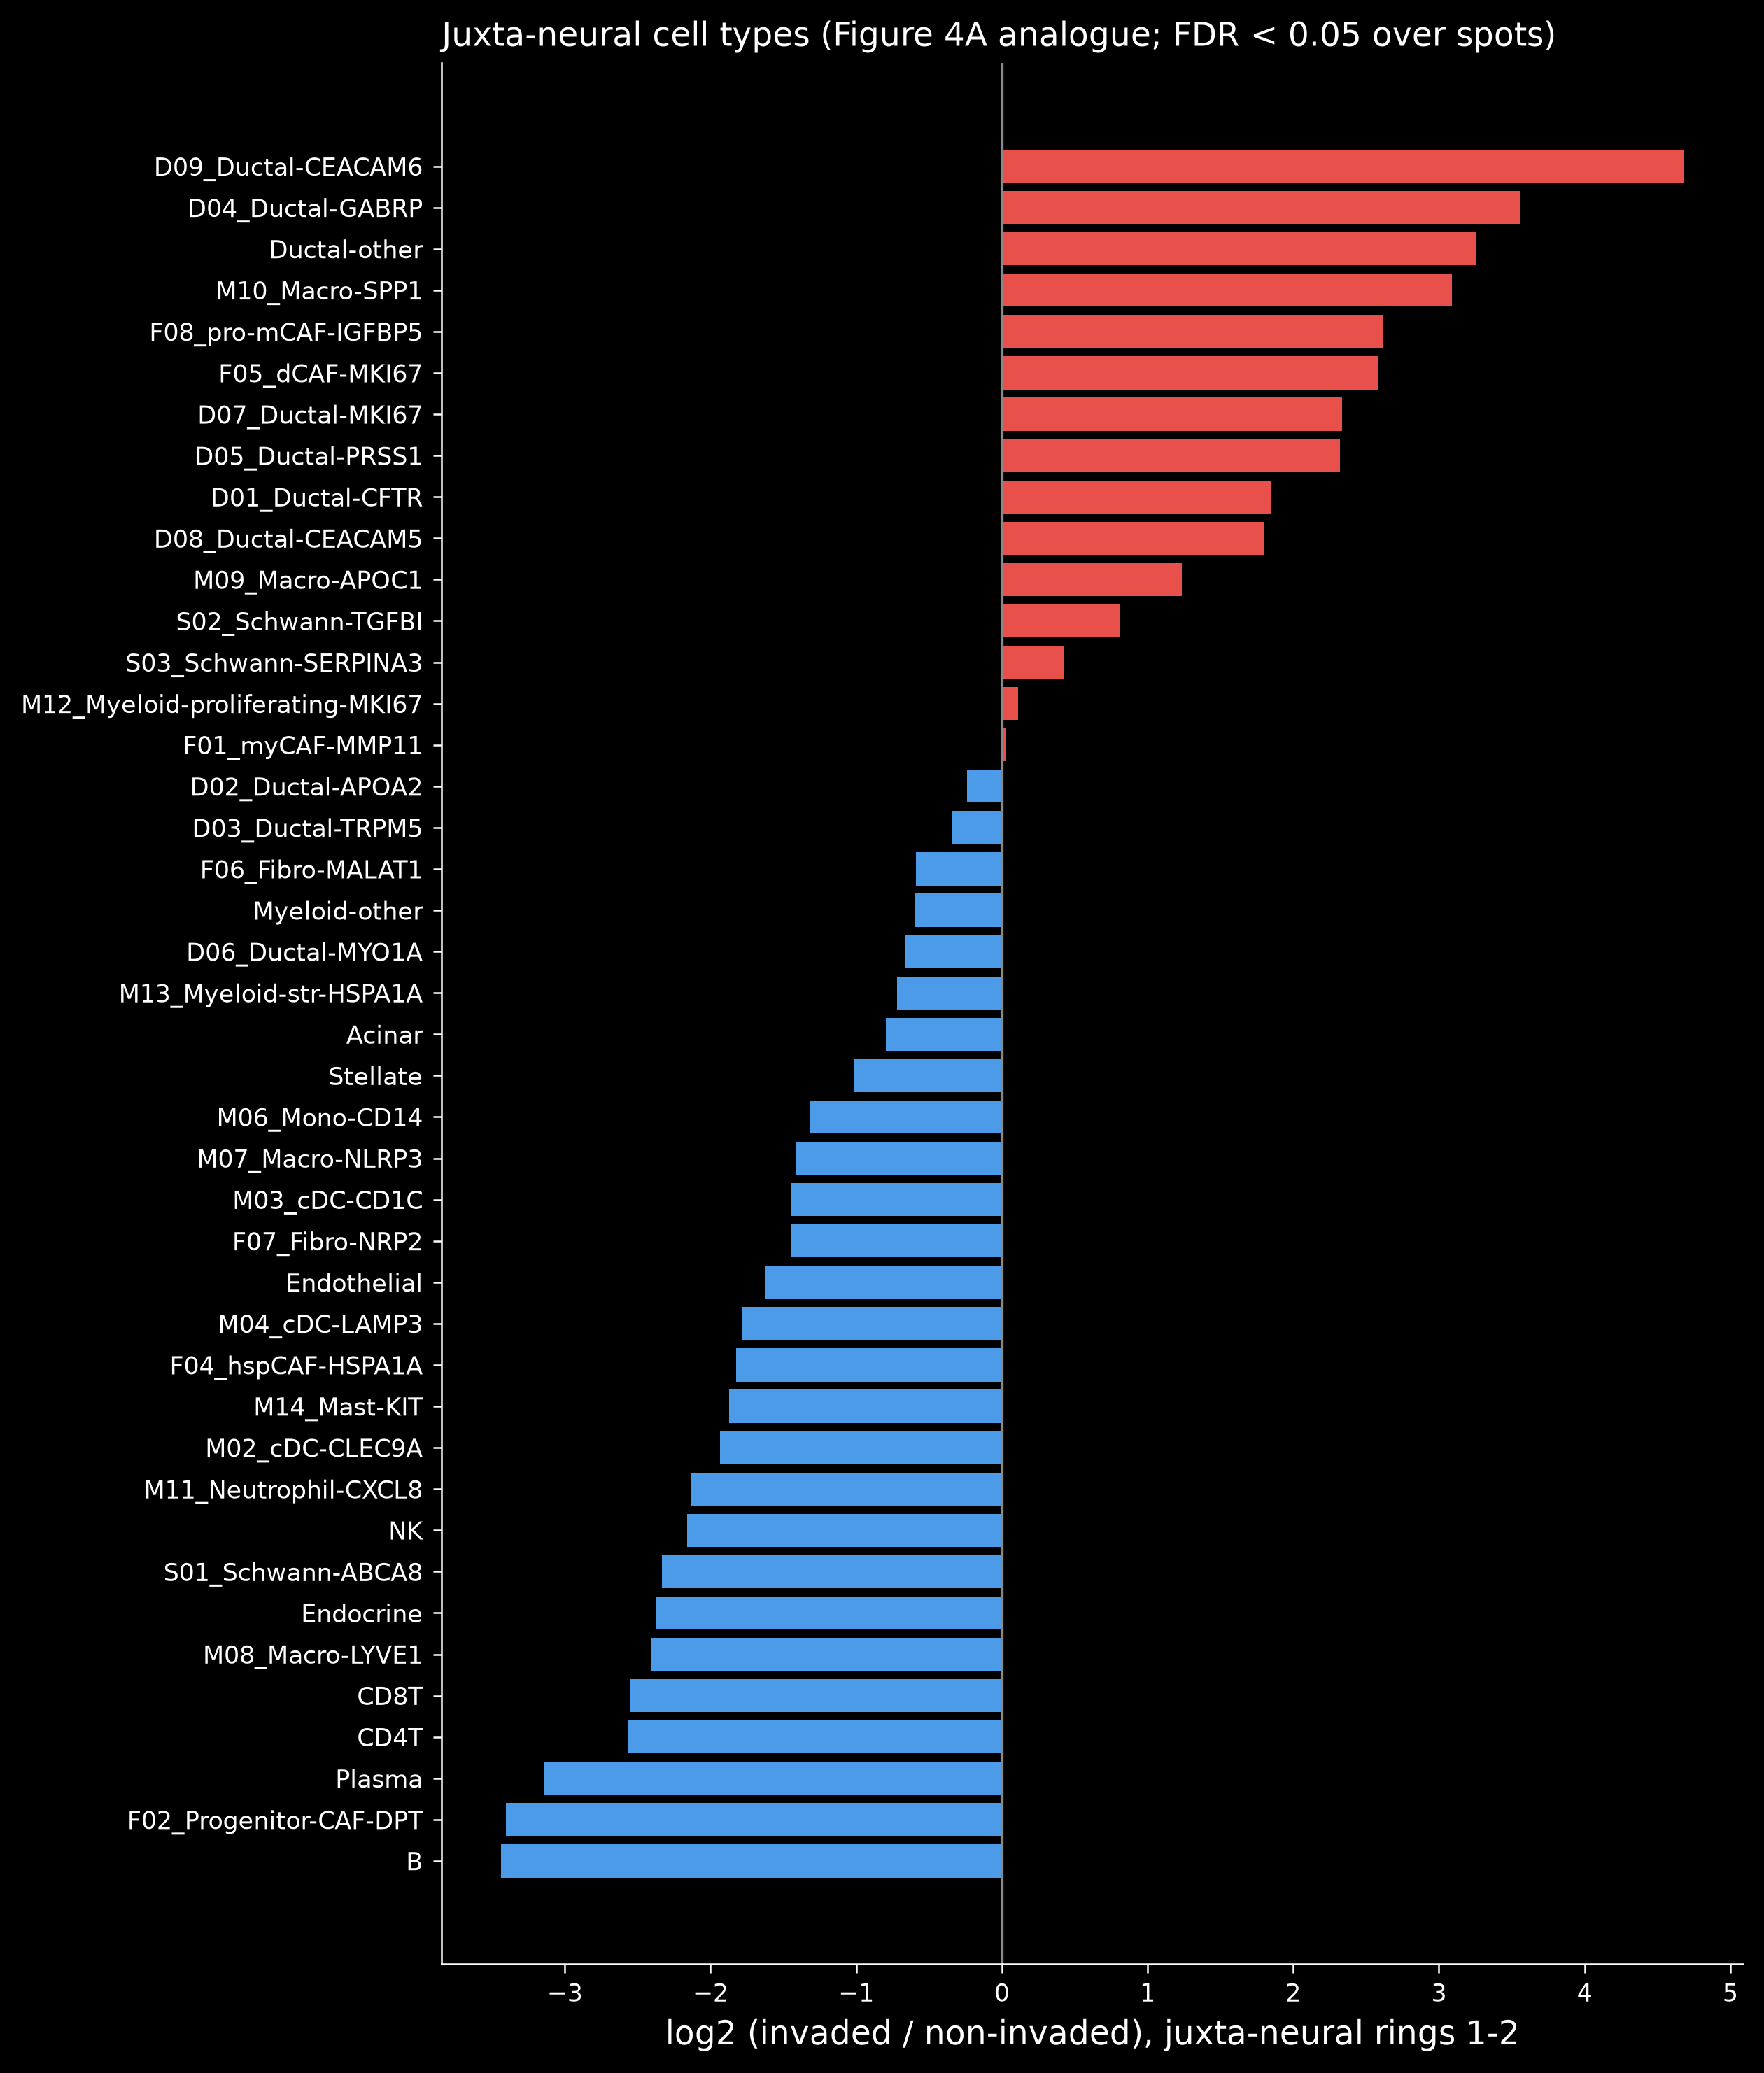 Juxta-neural cell types (Figure 4A analogue; FDR < 0.05 over spots)
D09_Ductal-CEACAM6
D04_Ductal-GABRP
Ductal-other
M10_Macro-SPP1
F08_pro-mCAF-IGFBP5
F05_dCAF-MKI67
D07_Ductal-MKI67
D05_Ductal-PRSS1
D01_Ductal-CFTR
D08_Ductal-CEACAM5
M09_Macro-APOC1
S02_Schwann-TGFBI
S03_Schwann-SERPINA3
M12_Myeloid-proliferating-MKI67
F01_myCAF-MMP11
D02_Ductal-APOA2
D03_Ductal-TRPM5
F06_Fibro-MALAT1
Myeloid-other
D06_Ductal-MYO1A
M13_Myeloid-str-HSPA1A
Acinar
Stellate
M06_Mono-CD14
M07_Macro-NLRP3
M03_cDC-CD1C
F07_Fibro-NRP2
Endothelial
M04_cDC-LAMP3
F04_hspCAF-HSPA1A
M14_Mast-KIT
M02_cDC-CLEC9A
M11_Neutrophil-CXCL8
NK
S01_Schwann-ABCA8
Endocrine
M08_Macro-LYVE1
CD8T
CD4T
Plasma
F02_Progenitor-CAF-DPT
B
−3 −2 −1 0 1 2 3 4 5
log2 (invaded / non-invaded), juxta-neural rings 1-2